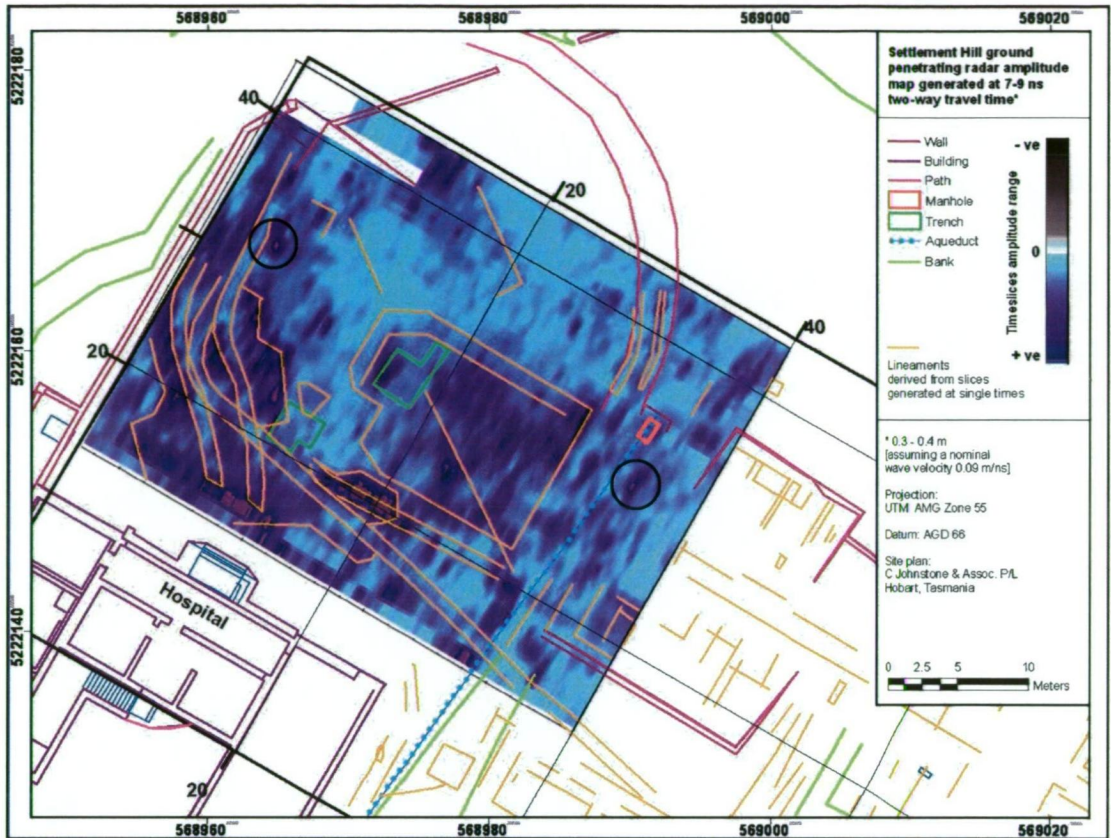 568960 568980 569000 569020
5222180
5222160
5222140
40
20
40
20
20
Hospital
Settlement Hill ground
penetrating radar amplitude
map generated at 7-9 ns
two-way travel time*
Wall
Building
Path
Manhole
Trench
Aqueduct
Bank
- ve
0
+ ve
Timeslices amplitude range
Lineaments
derived from slices
generated at single times
* 0.3 - 0.4 m
[assuming a nominal
wave velocity 0.09 m/ns]
Projection:
UTM AMG Zone 55
Datum: AGD 66
Site plan:
C Johnstone & Assoc. P/L
Hobart, Tasmania
0 2.5 5 10
Meters
568960 568980 569000 569020